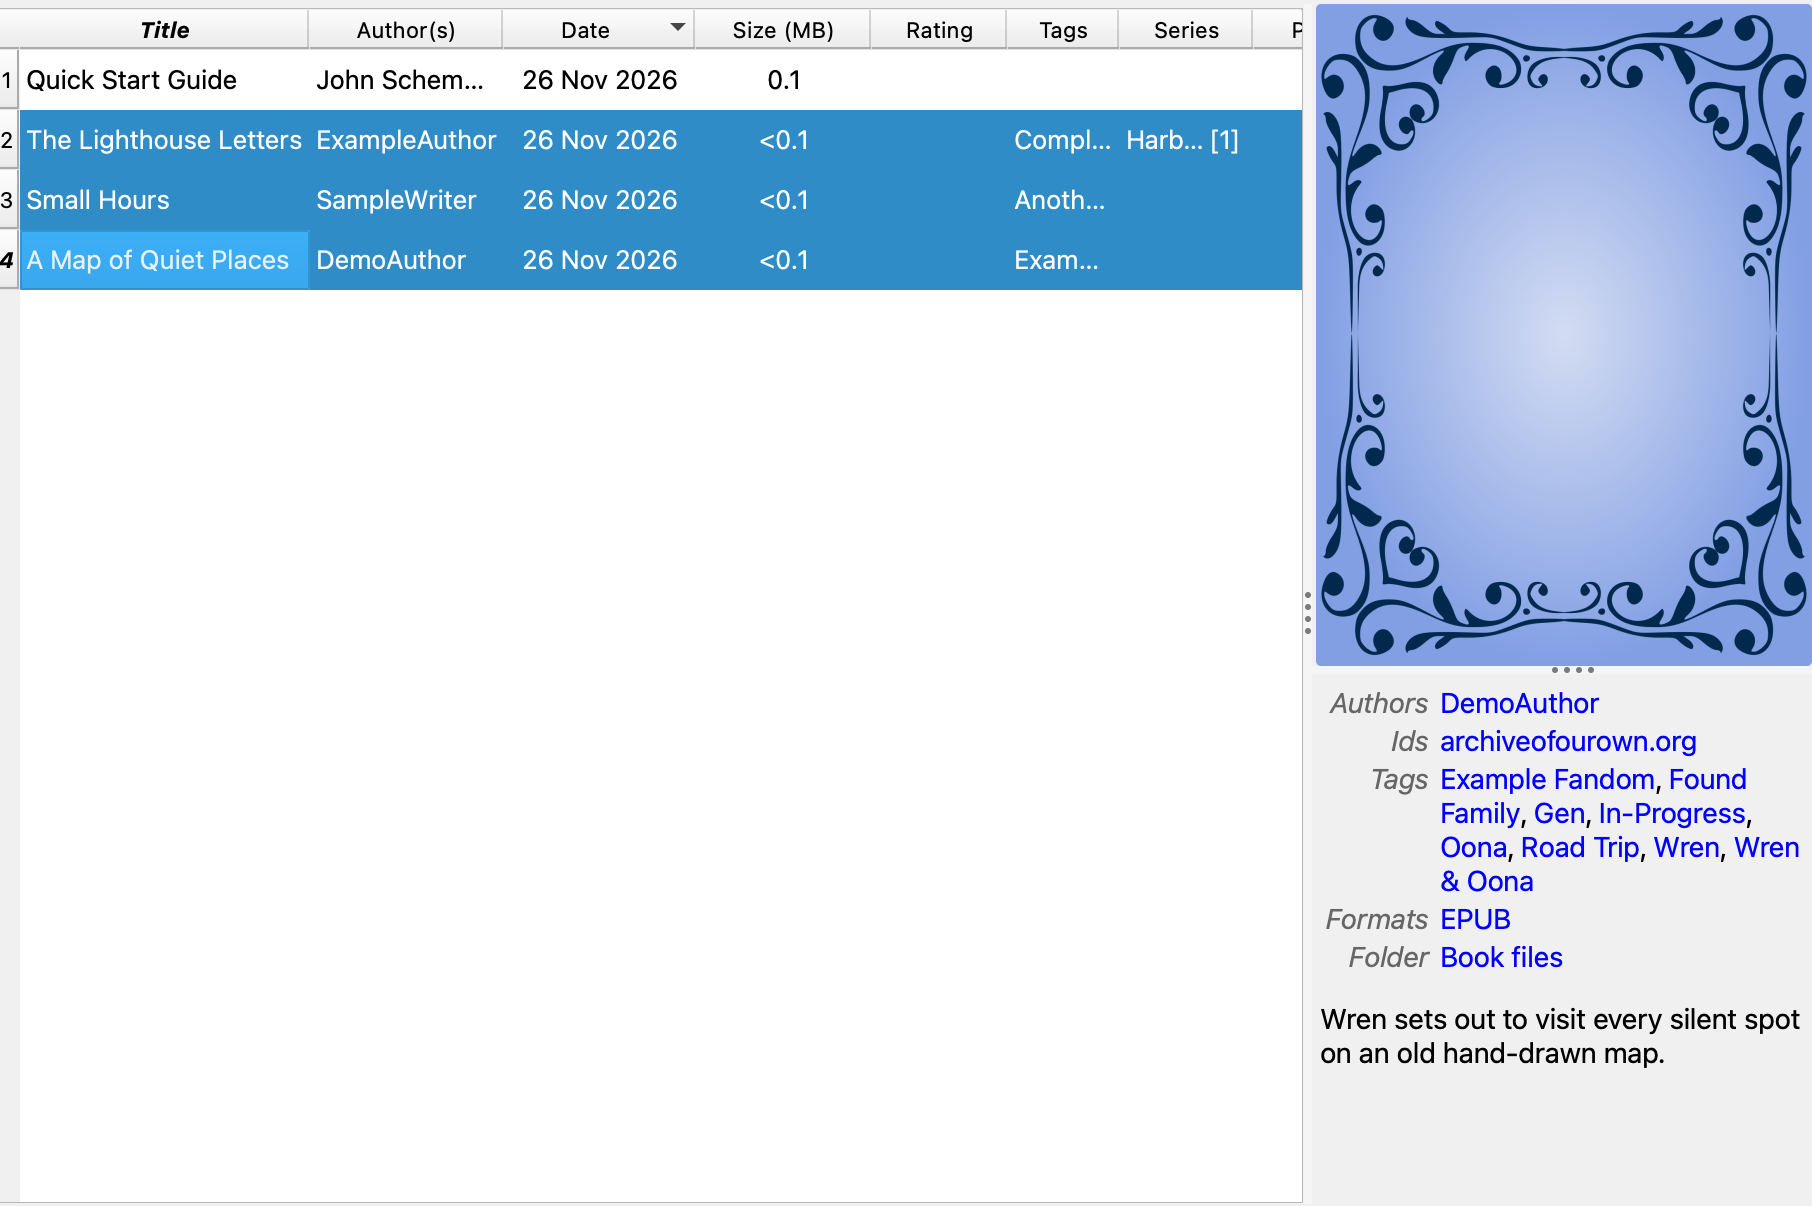 Title Author(s) Date Size (MB) Rating Tags Series P
1 Quick Start Guide John Schem... 26 Nov 2026 0.1
2 The Lighthouse Letters ExampleAuthor 26 Nov 2026 <0.1 Compl... Harb... [1]
3 Small Hours SampleWriter 26 Nov 2026 <0.1 Anoth...
4 A Map of Quiet Places DemoAuthor 26 Nov 2026 <0.1 Exam...
Authors DemoAuthor
Ids archiveofourown.org
Tags Example Fandom, Found
Family, Gen, In-Progress,
Oona, Road Trip, Wren, Wren
& Oona
Formats EPUB
Folder Book files
Wren sets out to visit every silent spot
on an old hand-drawn map.